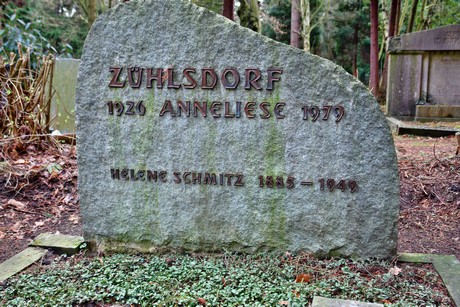 ZÜHLSDORF
1926 ANNELIESE 1979
HELENE SCHMITZ 1885 – 1949